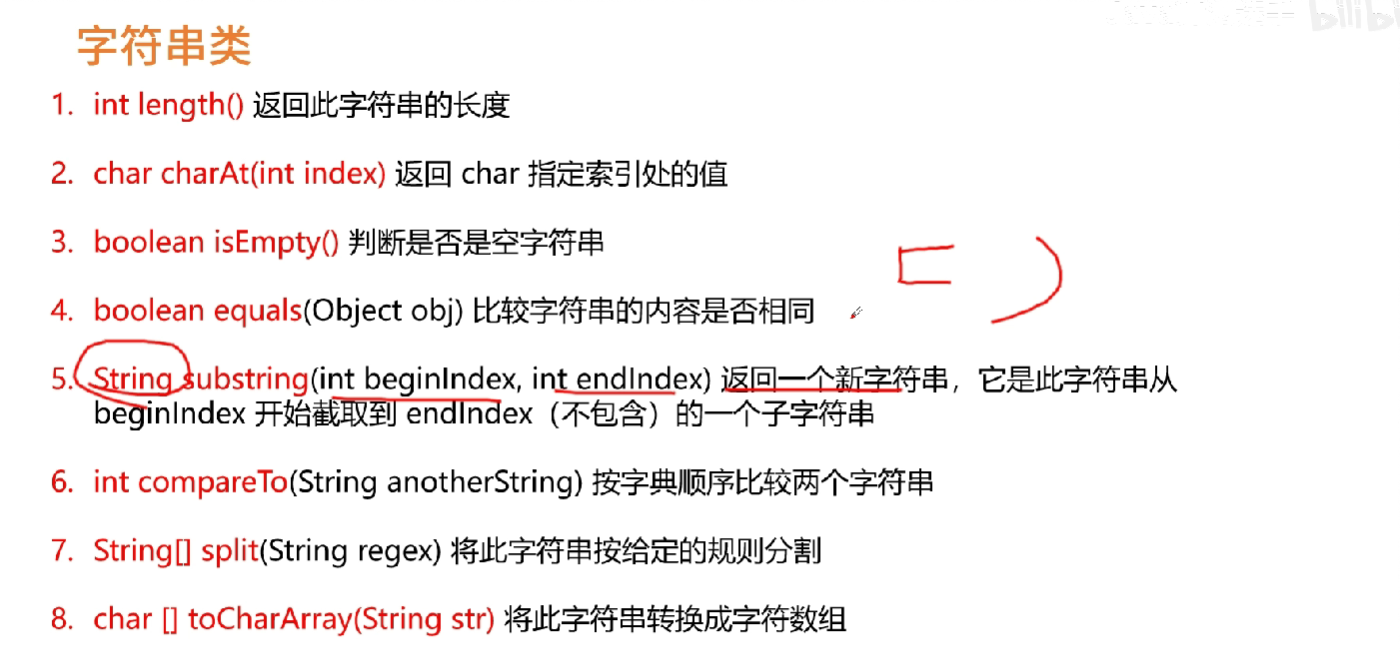 字符串类
1. int length() 返回此字符串的长度
2. char charAt(int index) 返回 char 指定索引处的值
3. boolean isEmpty() 判断是否是空字符串
4. boolean equals(Object obj) 比较字符串的内容是否相同
5. String substring(int beginIndex, int endIndex) 返回一个新字符串，它是此字符串从
beginIndex 开始截取到 endIndex（不包含）的一个子字符串
6. int compareTo(String anotherString) 按字典顺序比较两个字符串
7. String[] split(String regex) 将此字符串按给定的规则分割
8. char [] toCharArray(String str) 将此字符串转换成字符数组